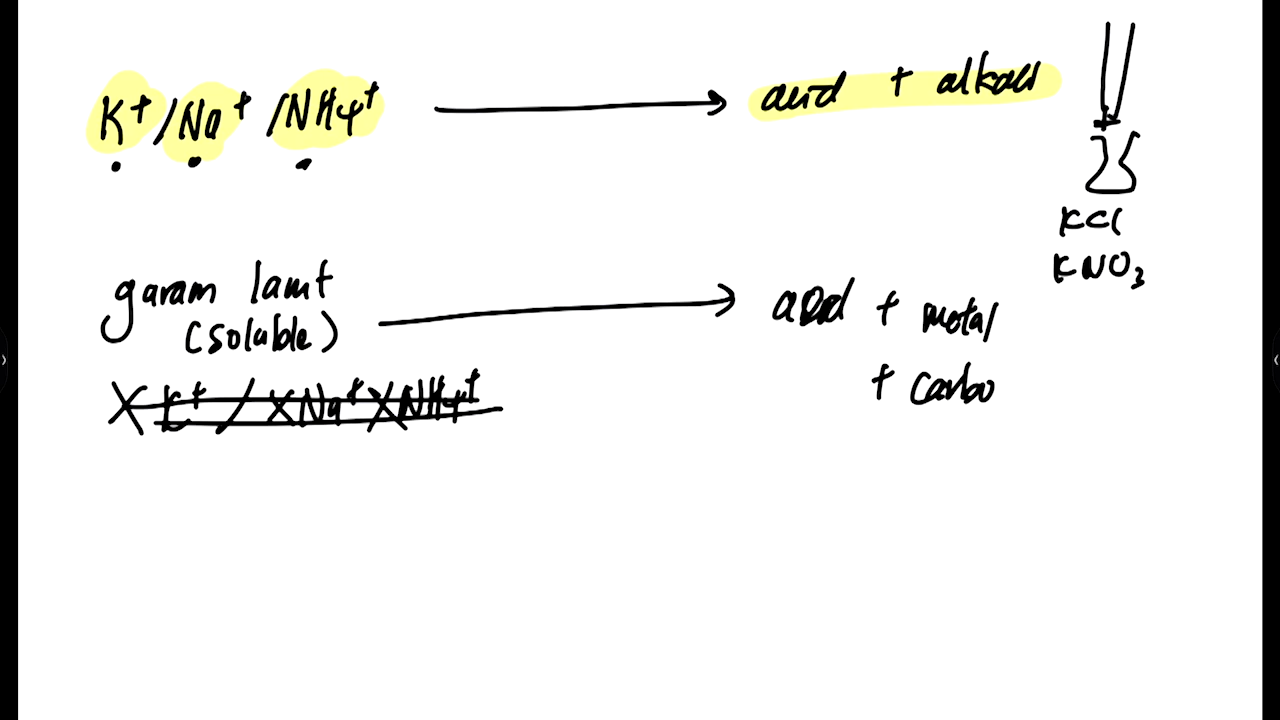 K+ / Na+ / NH4+ → acid + alkali
KCl
KNO3
garam larut → acid + metal
(soluble)
+ carbo
X K+ / X Na+ X NH4+